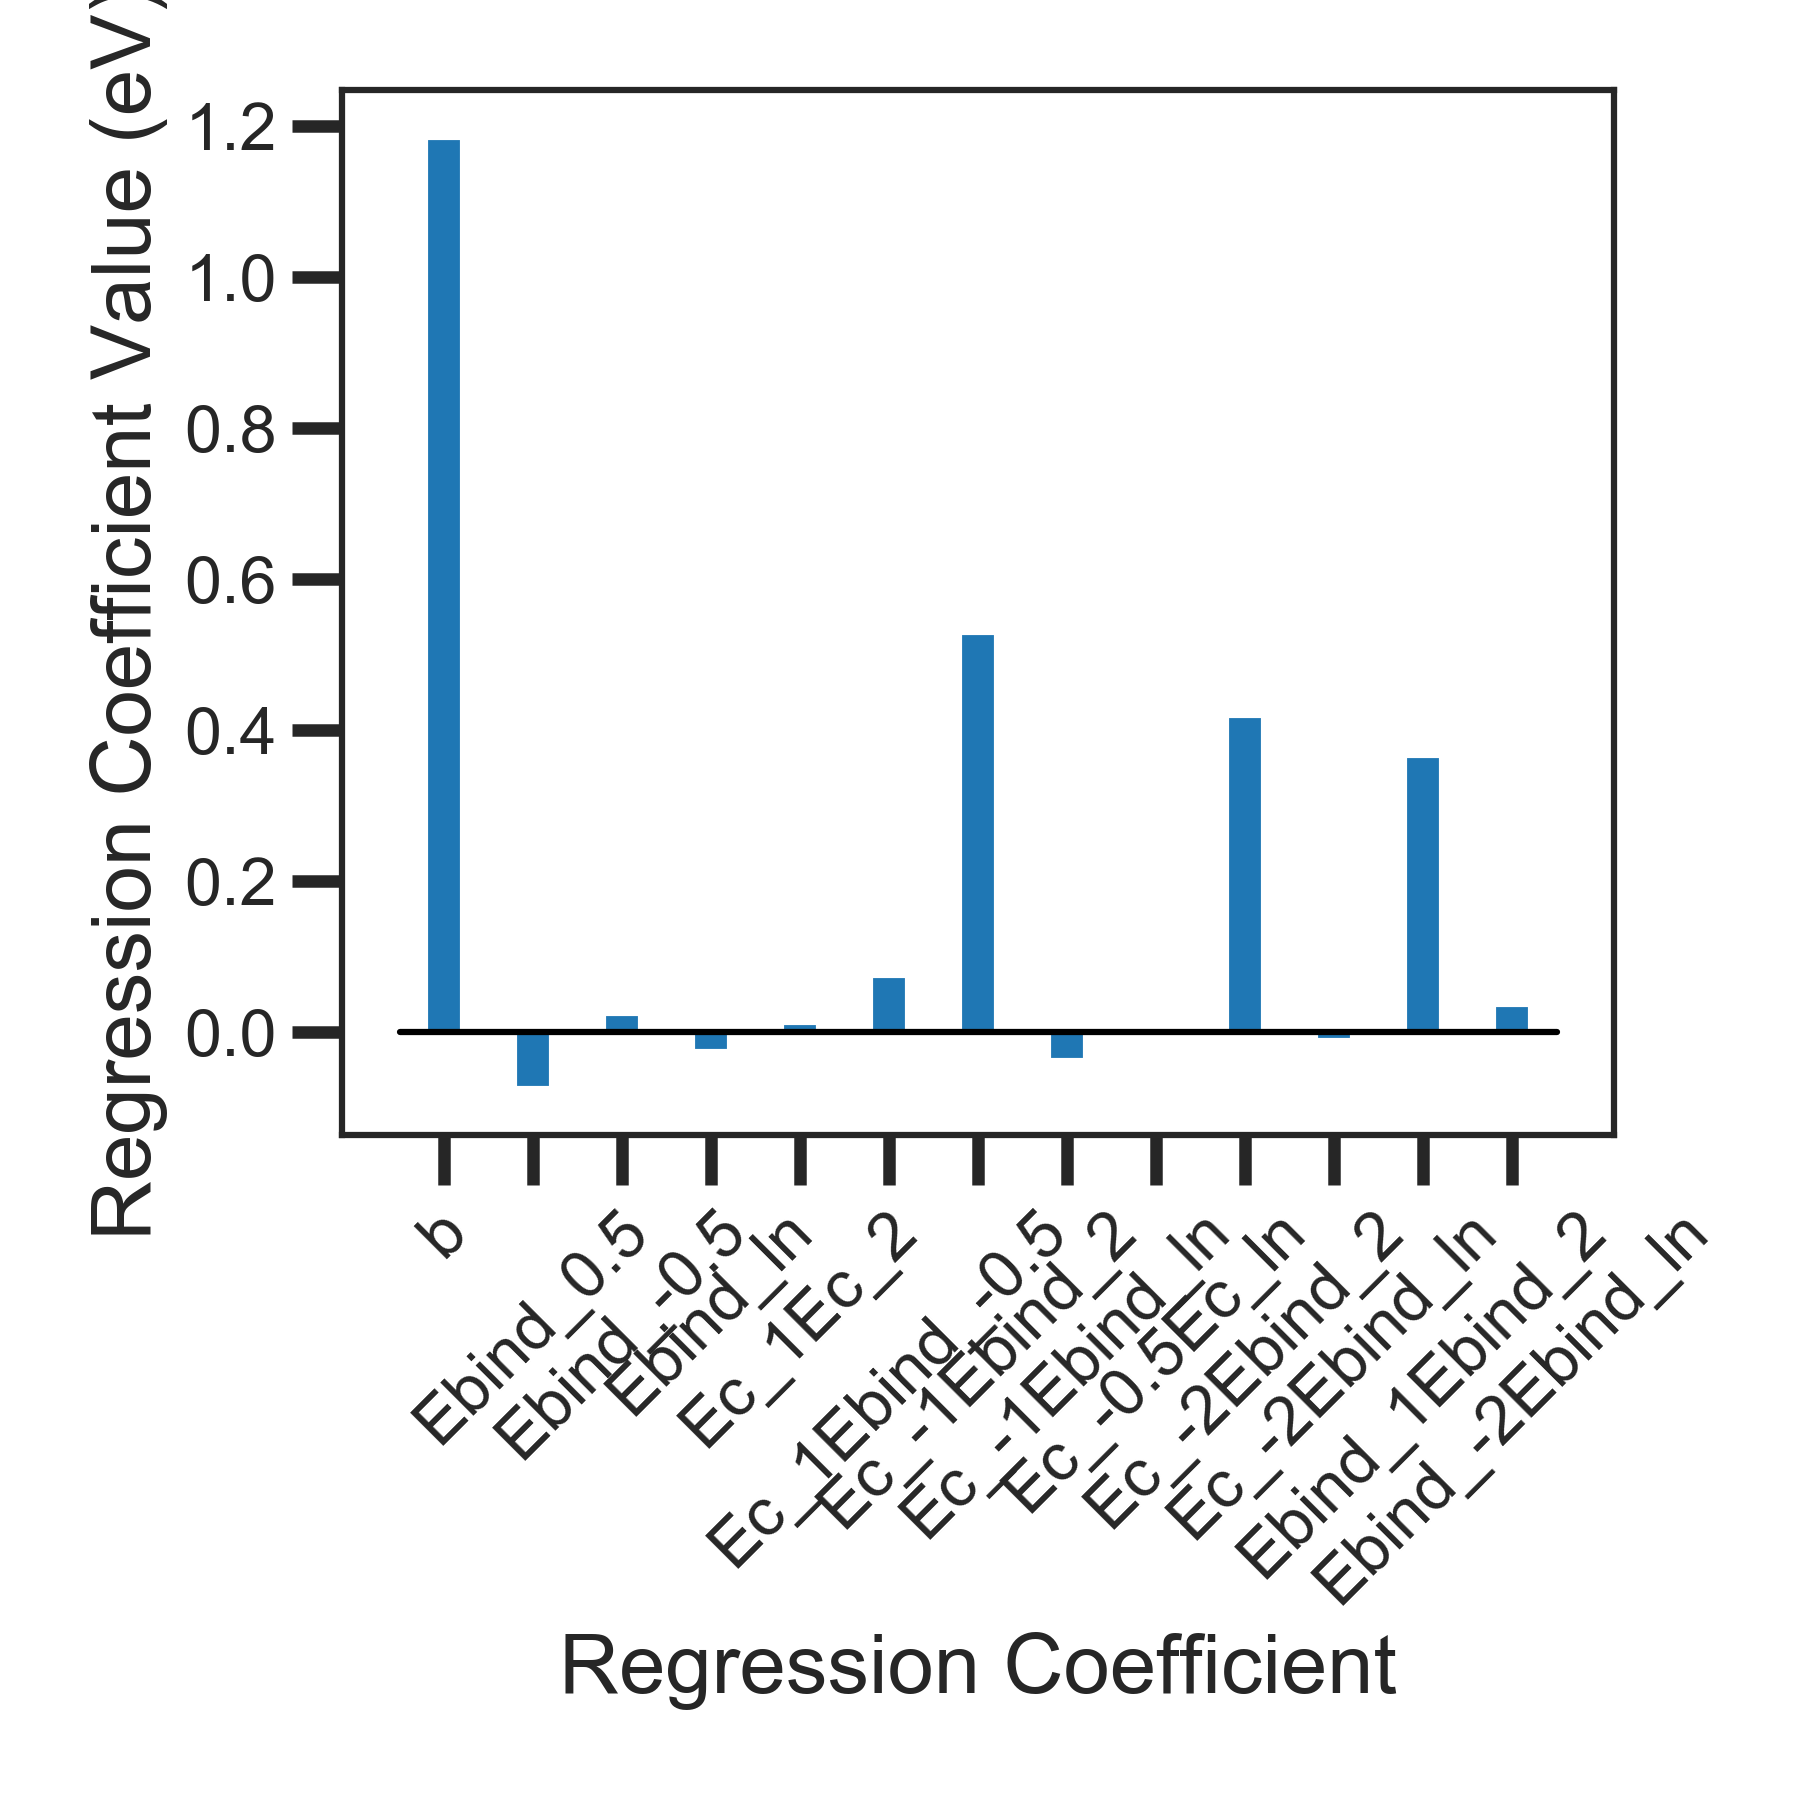 Regression Coefficient Value (eV)
1.2
1.0
0.8
0.6
0.4
0.2
0.0
b
Ebind_0.5
Ebind_-0.5
Ebind_ln
Ec_1Ec_2
Ec_1Ebind_-0.5
Ec_-1Ebind_2
Ec_-1Ebind_ln
Ec_-0.5Ec_ln
Ec_-2Ebind_2
Ec_-2Ebind_ln
Ebind_1Ebind_2
Ebind_-2Ebind_ln
Regression Coefficient